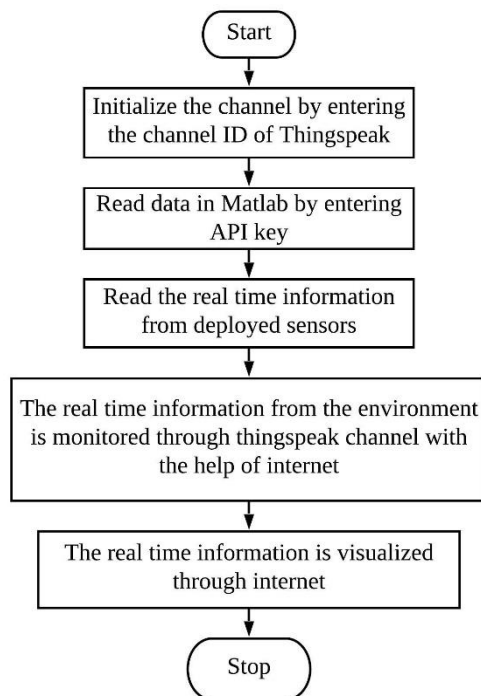 Start
Initialize the channel by entering
the channel ID of Thingspeak
Read data in Matlab by entering
API key
Read the real time information
from deployed sensors
The real time information from the environment
is monitored through thingspeak channel with
the help of internet
The real time information is visualized
through internet
Stop